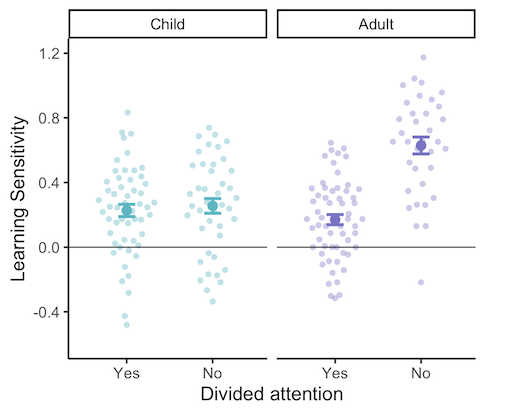 Child Adult
Learning Sensitivity
1.2
0.8
0.4
0.0
-0.4
Yes No Yes No
Divided attention